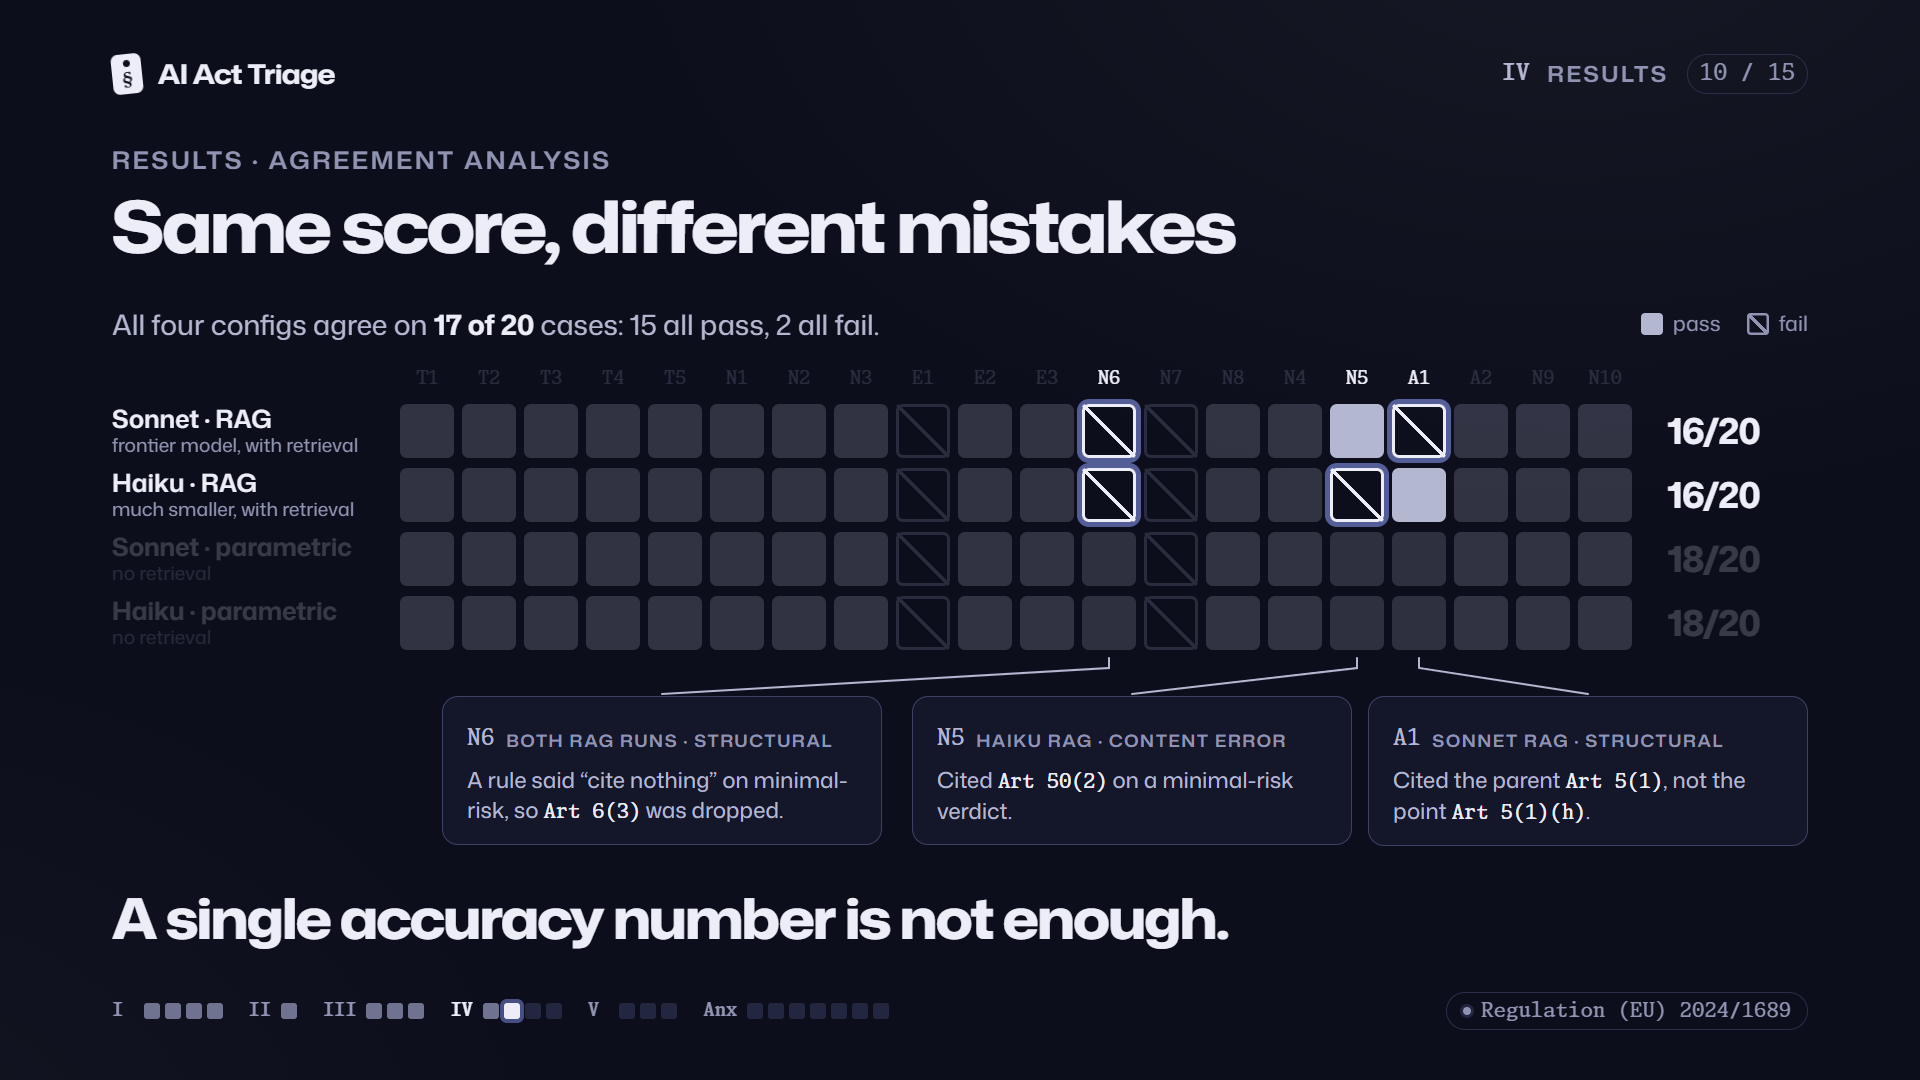 §
AI Act Triage
IV RESULTS 10 / 15
RESULTS · AGREEMENT ANALYSIS
Same score, different mistakes
All four configs agree on 17 of 20 cases: 15 all pass, 2 all fail.
pass fail
T1 T2 T3 T4 T5 N1 N2 N3 E1 E2 E3 N6 N7 N8 N4 N5 A1 A2 N9 N10
Sonnet · RAG 16/20
frontier model, with retrieval
Haiku · RAG 16/20
much smaller, with retrieval
Sonnet · parametric 18/20
no retrieval
Haiku · parametric 18/20
no retrieval
N6 BOTH RAG RUNS · STRUCTURAL
A rule said “cite nothing” on minimal-
risk, so Art 6(3) was dropped.
N5 HAIKU RAG · CONTENT ERROR
Cited Art 50(2) on a minimal-risk
verdict.
A1 SONNET RAG · STRUCTURAL
Cited the parent Art 5(1), not the
point Art 5(1)(h).
A single accuracy number is not enough.
I II III IV V Anx
Regulation (EU) 2024/1689